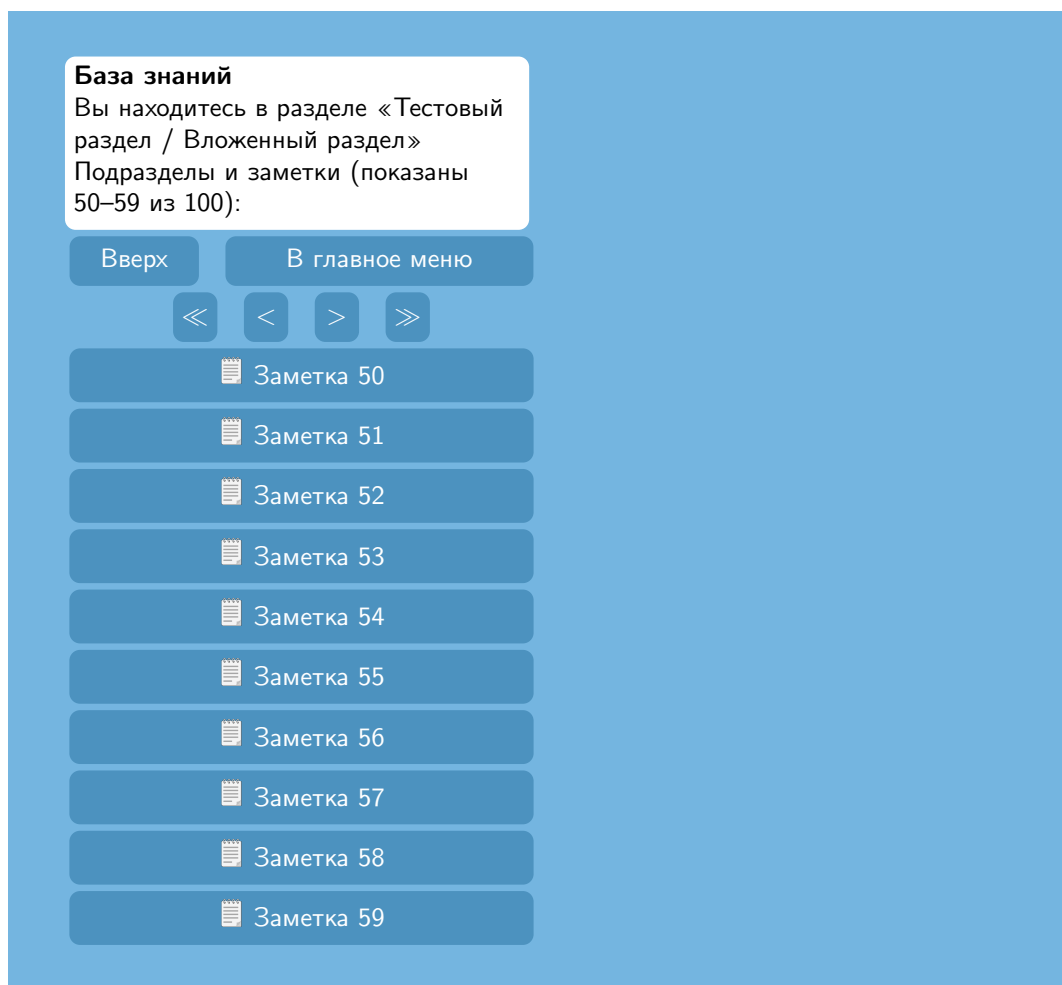 База знаний
Вы находитесь в разделе «Тестовый
раздел / Вложенный раздел»
Подразделы и заметки (показаны
50–59 из 100):
Вверх В главное меню
≪ < > ≫
Заметка 50
Заметка 51
Заметка 52
Заметка 53
Заметка 54
Заметка 55
Заметка 56
Заметка 57
Заметка 58
Заметка 59